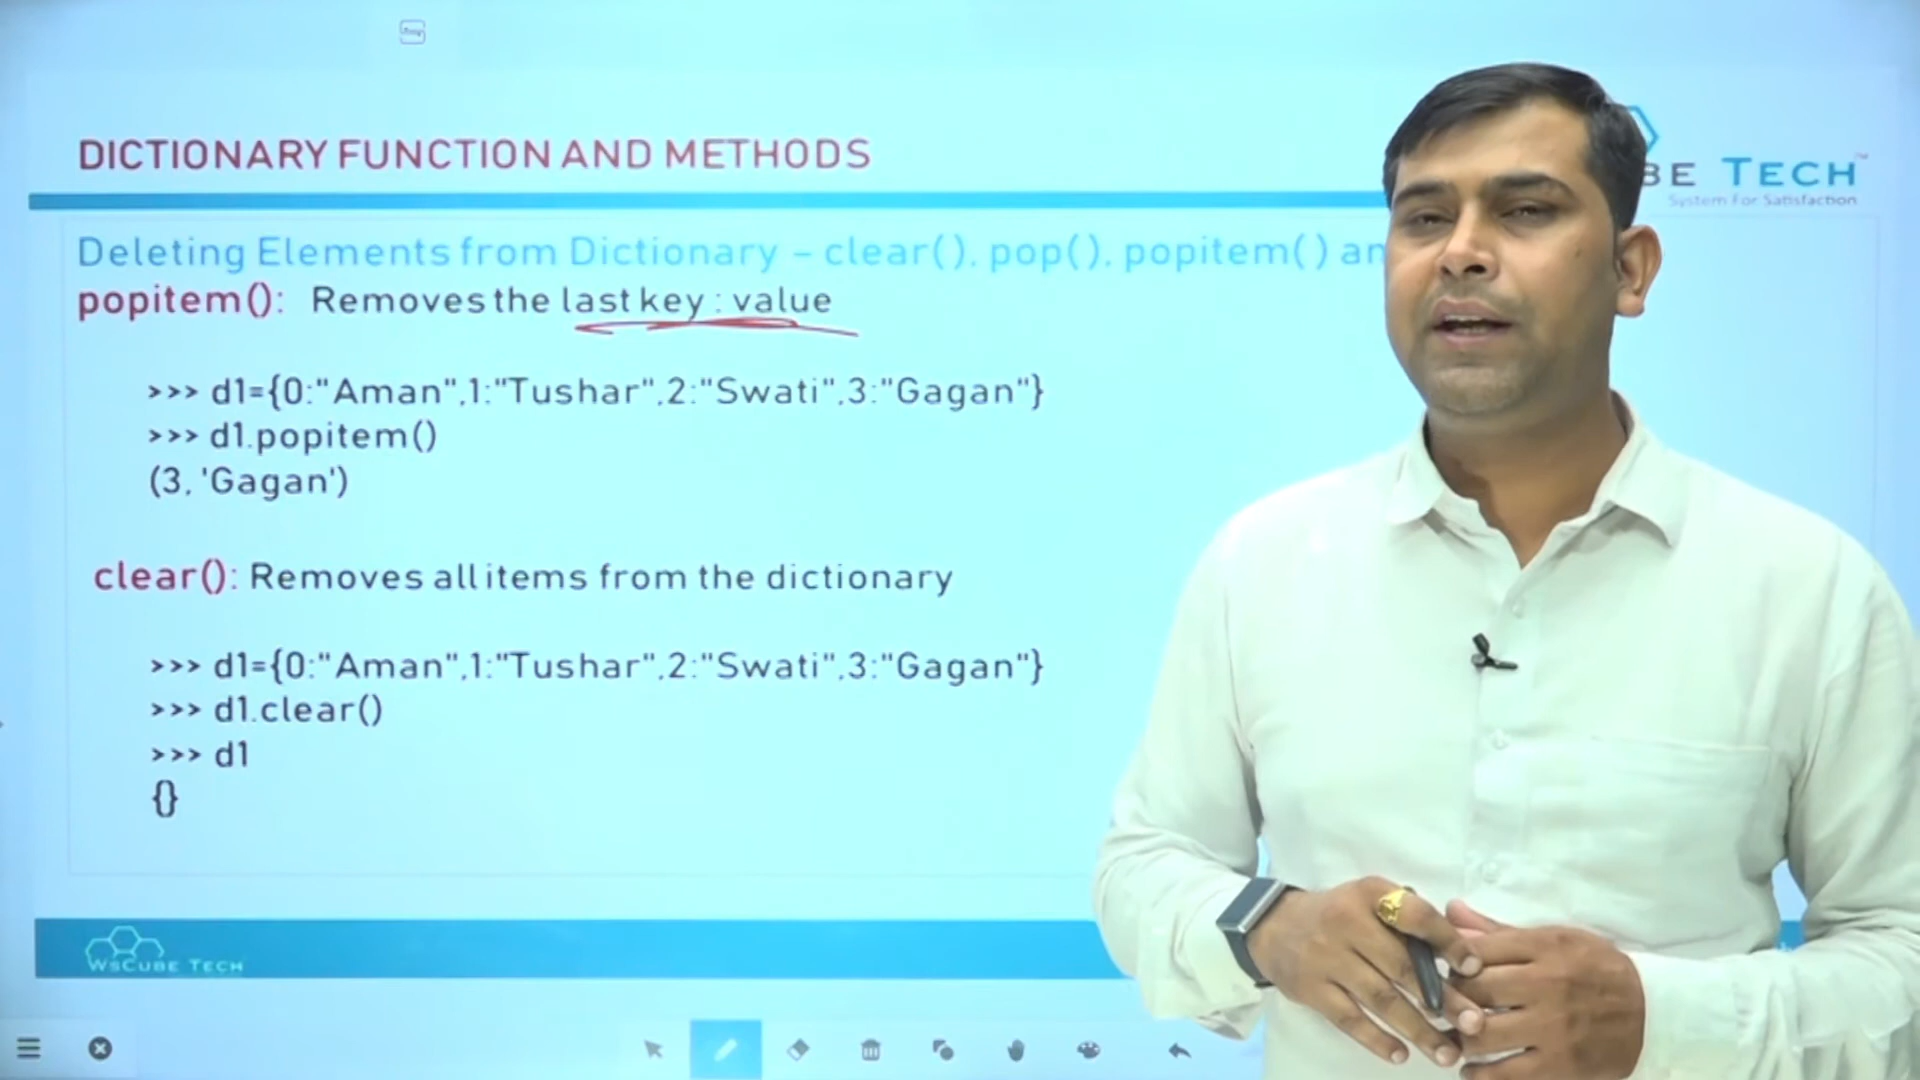 DICTIONARY FUNCTION AND METHODS
BE TECH™
System For Satisfaction
Deleting Elements from Dictionary – clear(), pop(), popitem() an
popitem(): Removes the last key : value
>>> d1={0:"Aman",1:"Tushar",2:"Swati",3:"Gagan"}
>>> d1.popitem()
(3, 'Gagan')
clear(): Removes all items from the dictionary
>>> d1={0:"Aman",1:"Tushar",2:"Swati",3:"Gagan"}
>>> d1.clear()
>>> d1
{}
WSCUBE TECH